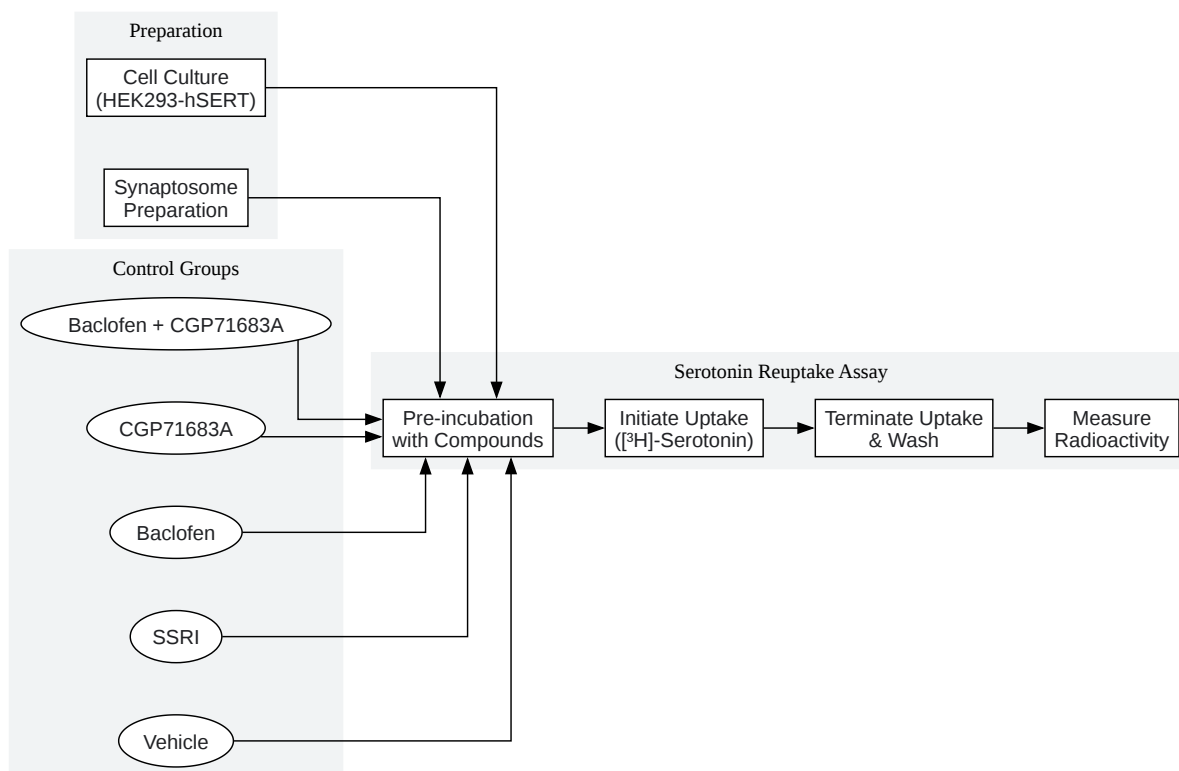 Preparation
Cell Culture
(HEK293-hSERT)
Synaptosome
Preparation
Control Groups
Baclofen + CGP71683A
CGP71683A
Baclofen
SSRI
Vehicle
Serotonin Reuptake Assay
Pre-incubation
with Compounds
Initiate Uptake
([³H]-Serotonin)
Terminate Uptake
& Wash
Measure
Radioactivity